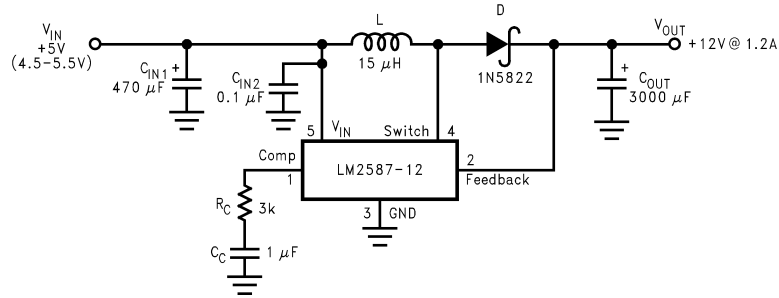 V_IN
+5V
(4.5-5.5V)
C_IN1 +
470 μF
C_IN2
0.1 μF
L
15 μH
D
1N5822
V_OUT
+12V@ 1.2A
+
C_OUT
3000 μF
5 V_IN
Switch 4
Comp
1
LM2587-12
2
Feedback
3 GND
R_C
3k
C_C
1 μF